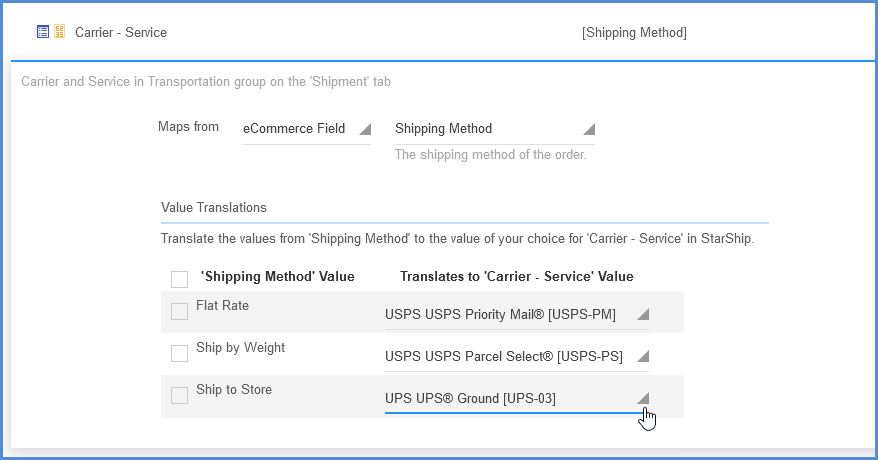 Carrier - Service [Shipping Method]
Carrier and Service in Transportation group on the 'Shipment' tab
Maps from eCommerce Field Shipping Method
The shipping method of the order.
Value Translations
Translate the values from 'Shipping Method' to the value of your choice for 'Carrier - Service' in StarShip.
'Shipping Method' Value Translates to 'Carrier - Service' Value
Flat Rate USPS USPS Priority Mail® [USPS-PM]
Ship by Weight USPS USPS Parcel Select® [USPS-PS]
Ship to Store UPS UPS® Ground [UPS-03]